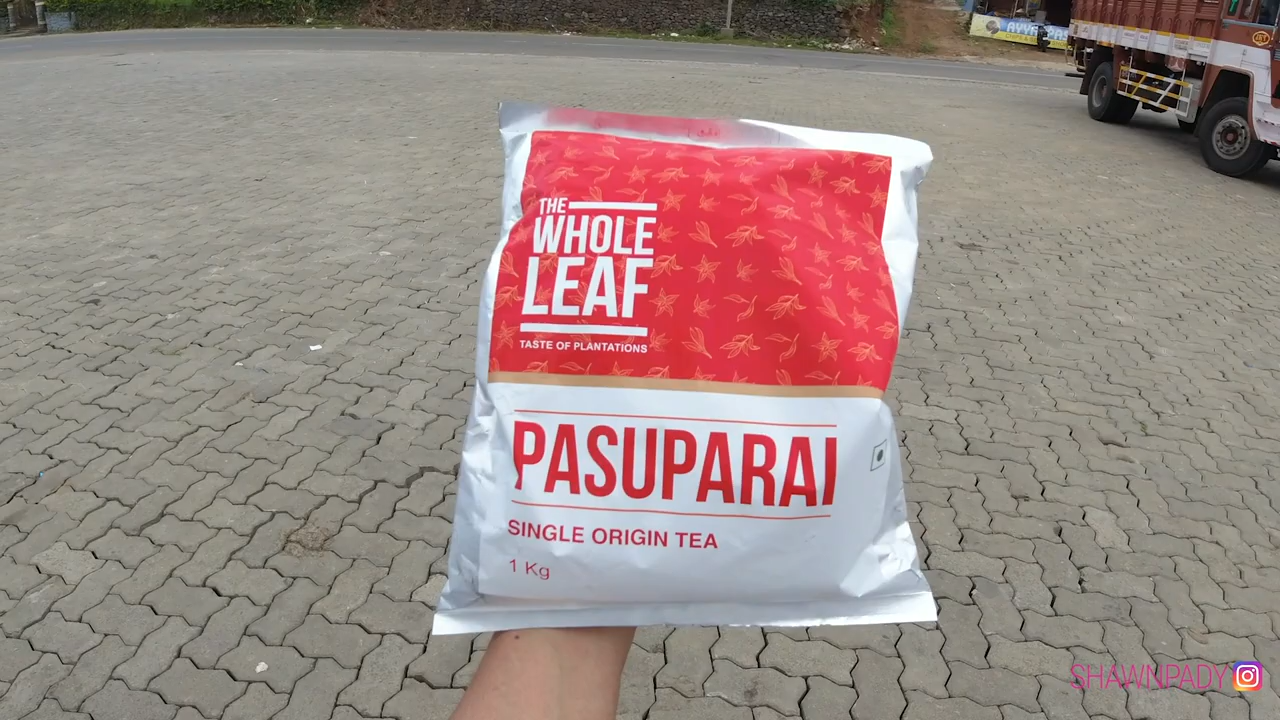 THE
WHOLE
LEAF
TASTE OF PLANTATIONS
PASUPARAI
SINGLE ORIGIN TEA
1 Kg
SHAWNPADY